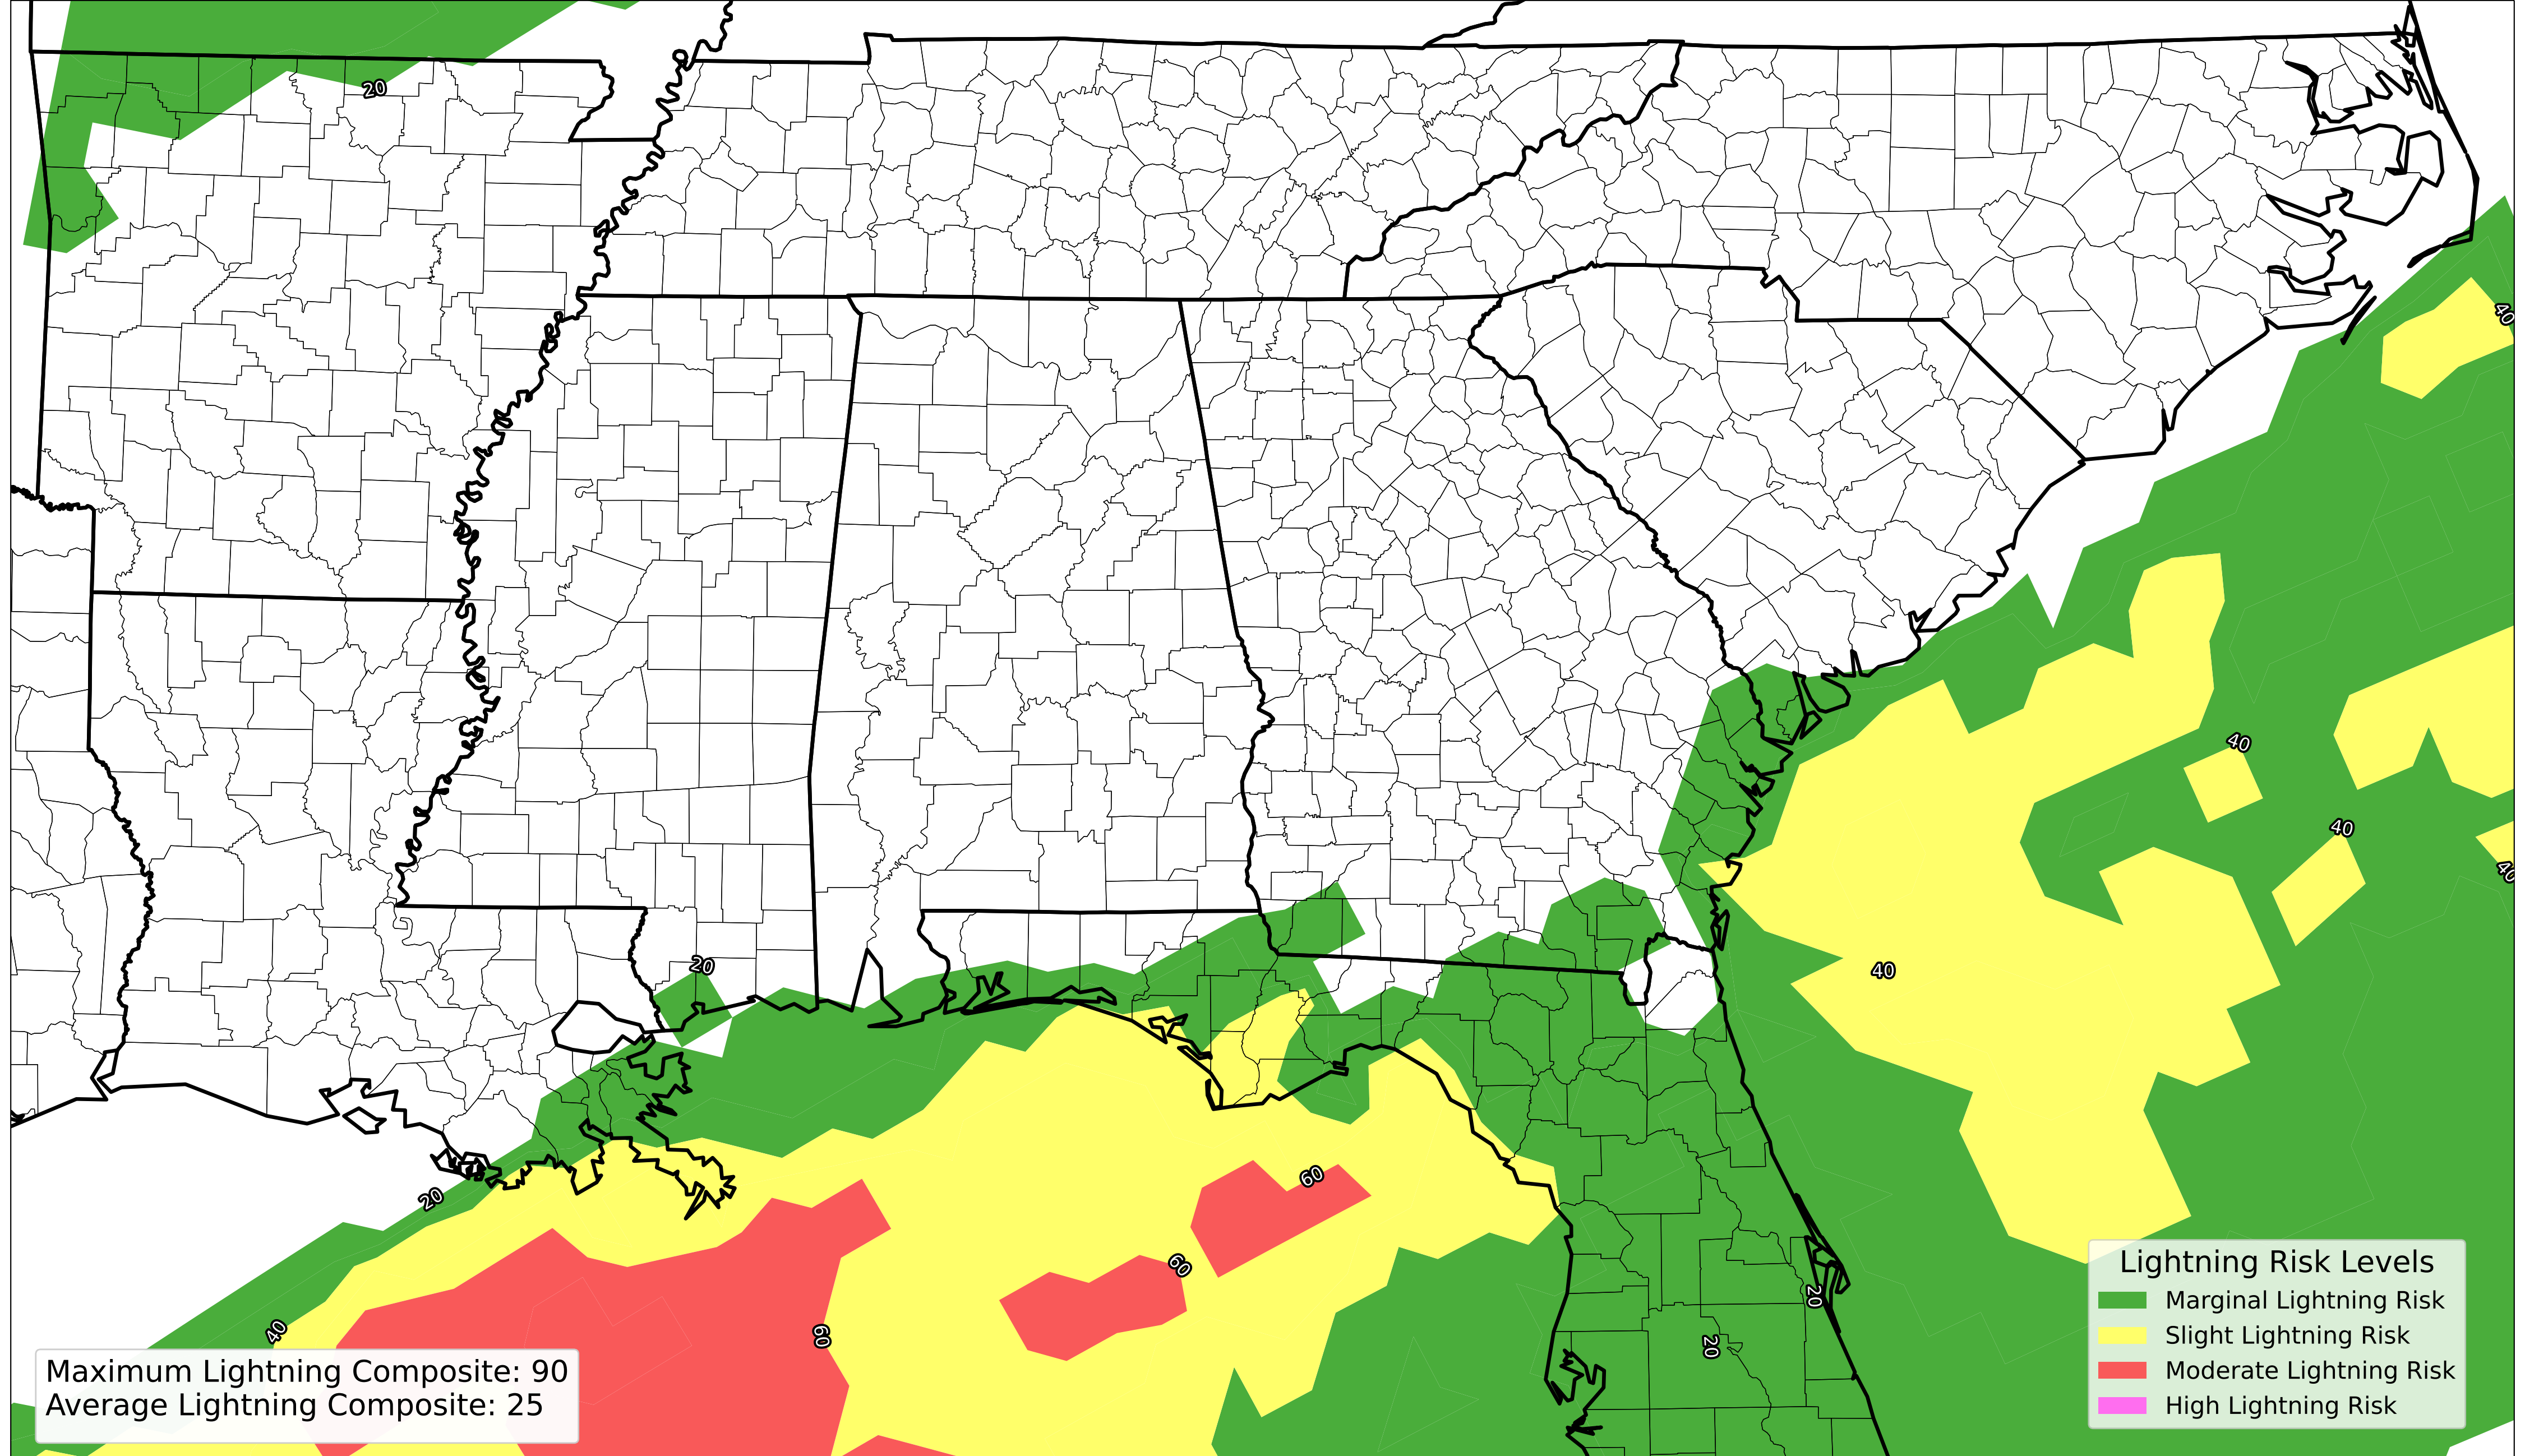 20
40
40
40
40
20
40
20
60
60
20
40
60
20
Lightning Risk Levels
Marginal Lightning Risk
Slight Lightning Risk
Moderate Lightning Risk
High Lightning Risk
Maximum Lightning Composite: 90
Average Lightning Composite: 25